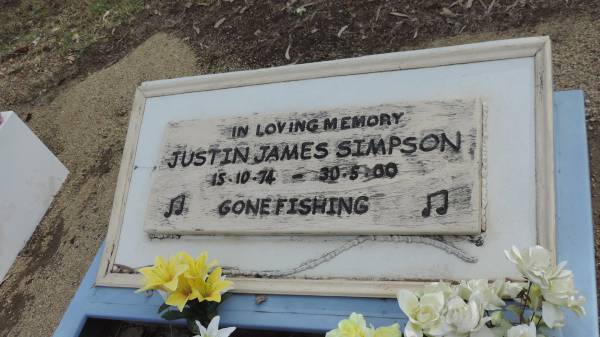 IN LOVING MEMORY
JUSTIN JAMES SIMPSON
15·10·74 – 30·5·00
GONE FISHING